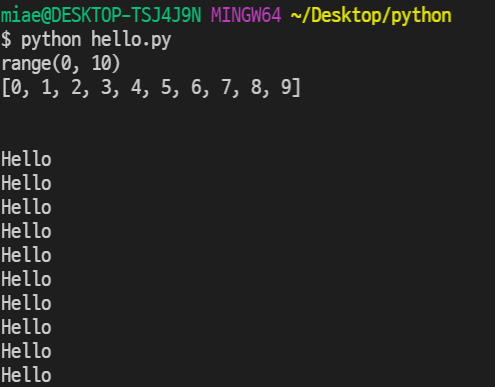 miae@DESKTOP-TSJ4J9N MINGW64 ~/Desktop/python
$ python hello.py
range(0, 10)
[0, 1, 2, 3, 4, 5, 6, 7, 8, 9]
Hello
Hello
Hello
Hello
Hello
Hello
Hello
Hello
Hello
Hello